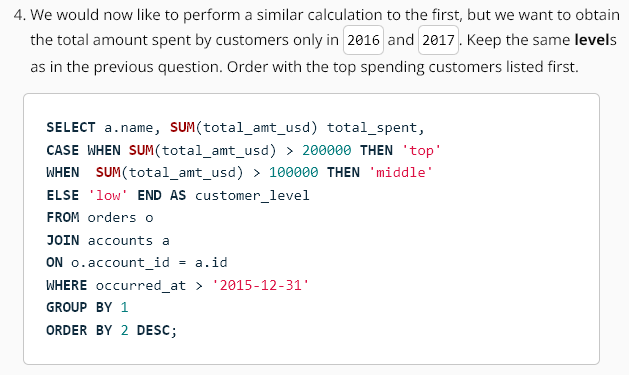 4. We would now like to perform a similar calculation to the first, but we want to obtain
the total amount spent by customers only in 2016 and 2017. Keep the same levels
as in the previous question. Order with the top spending customers listed first.
SELECT a.name, SUM(total_amt_usd) total_spent,
CASE WHEN SUM(total_amt_usd) > 200000 THEN 'top'
WHEN  SUM(total_amt_usd) > 100000 THEN 'middle'
ELSE 'low' END AS customer_level
FROM orders o
JOIN accounts a
ON o.account_id = a.id
WHERE occurred_at > '2015-12-31'
GROUP BY 1
ORDER BY 2 DESC;